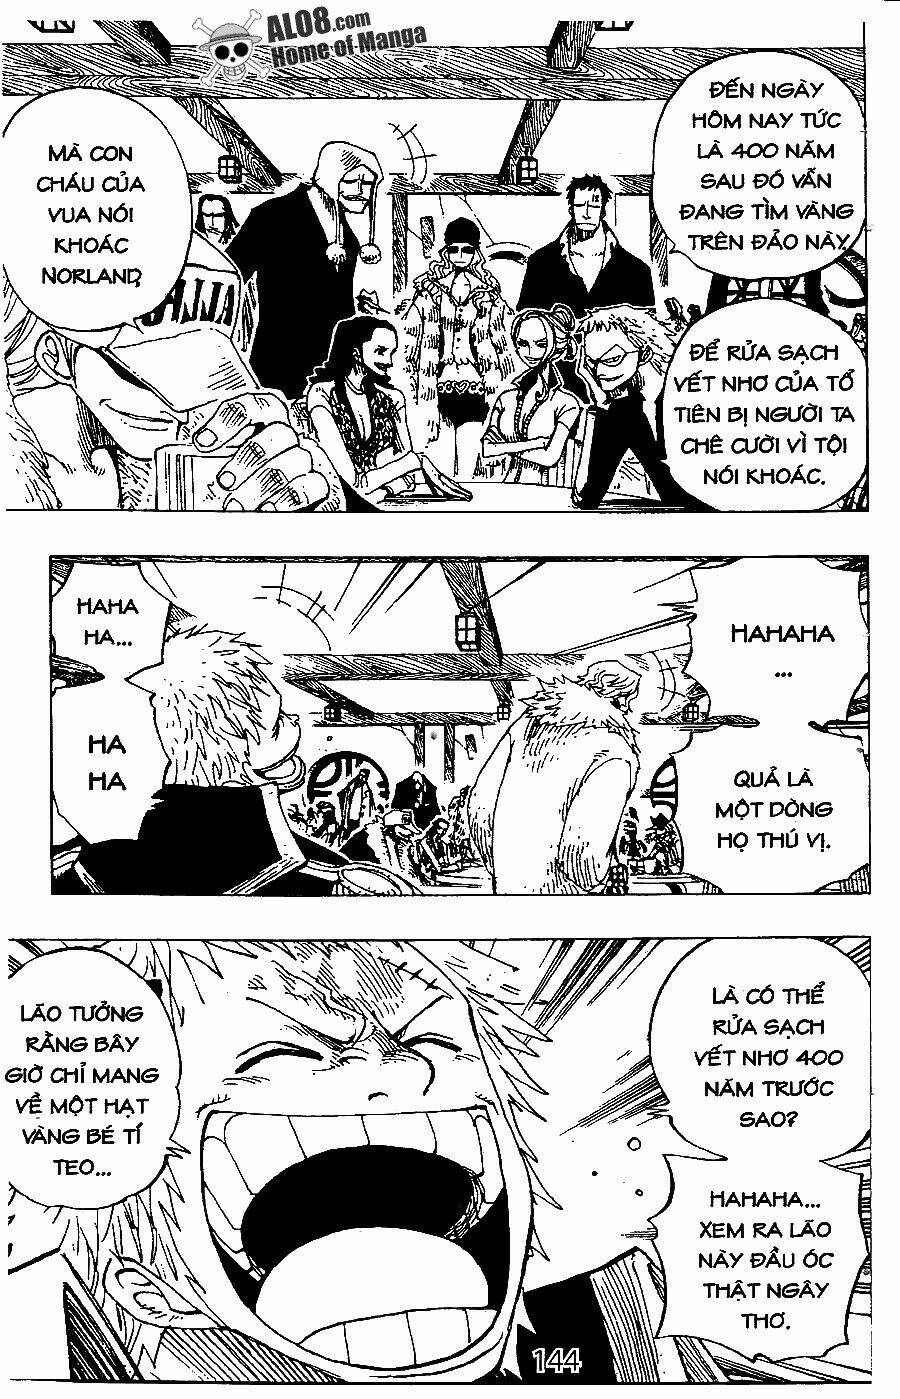 AL08.com
Home of Manga
ĐẾN NGÀY
HÔM NAY TỨC
LÀ 400 NĂM
SAU ĐÓ VẪN
ĐANG TÌM VÀNG
TRÊN ĐẢO NÀY.
MÀ CON
CHÁU CỦA
VUA NÓI
KHOÁC
NORLAND,
ĐỂ RỬA SẠCH
VẾT NHƠ CỦA TỔ
TIÊN BỊ NGƯỜI TA
CHÊ CƯỜI VÌ TỘI
NÓI KHOÁC.
HAHAHA
...
QUẢ LÀ
MỘT DÒNG
HỌ THÚ VỊ.
HAHA
HA...
HA
HA
LÀ CÓ THỂ
RỬA SẠCH
VẾT NHƠ 400
NĂM TRƯỚC
SAO?
LÃO TƯỞNG
RẰNG BÂY
GIỜ CHỈ MANG
VỀ MỘT HẠT
VÀNG BÉ TÍ
TEO...
HAHAHA...
XEM RA LÃO
NÀY ĐẦU ÓC
THẬT NGÂY
THƠ.
144